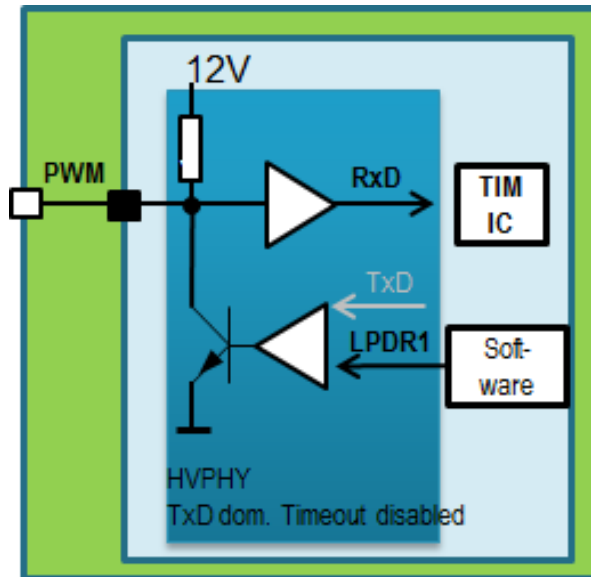 12V
PWM
RxD
TIM
IC
TxD
LPDR1
Soft-
ware
HVPHY
TxD dom. Timeout disabled